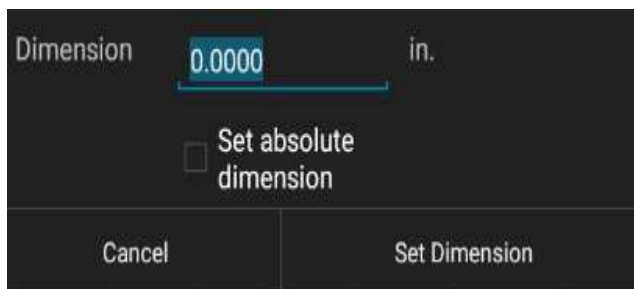 Dimension 0.0000 in.
Set absolute
dimension
Cancel Set Dimension